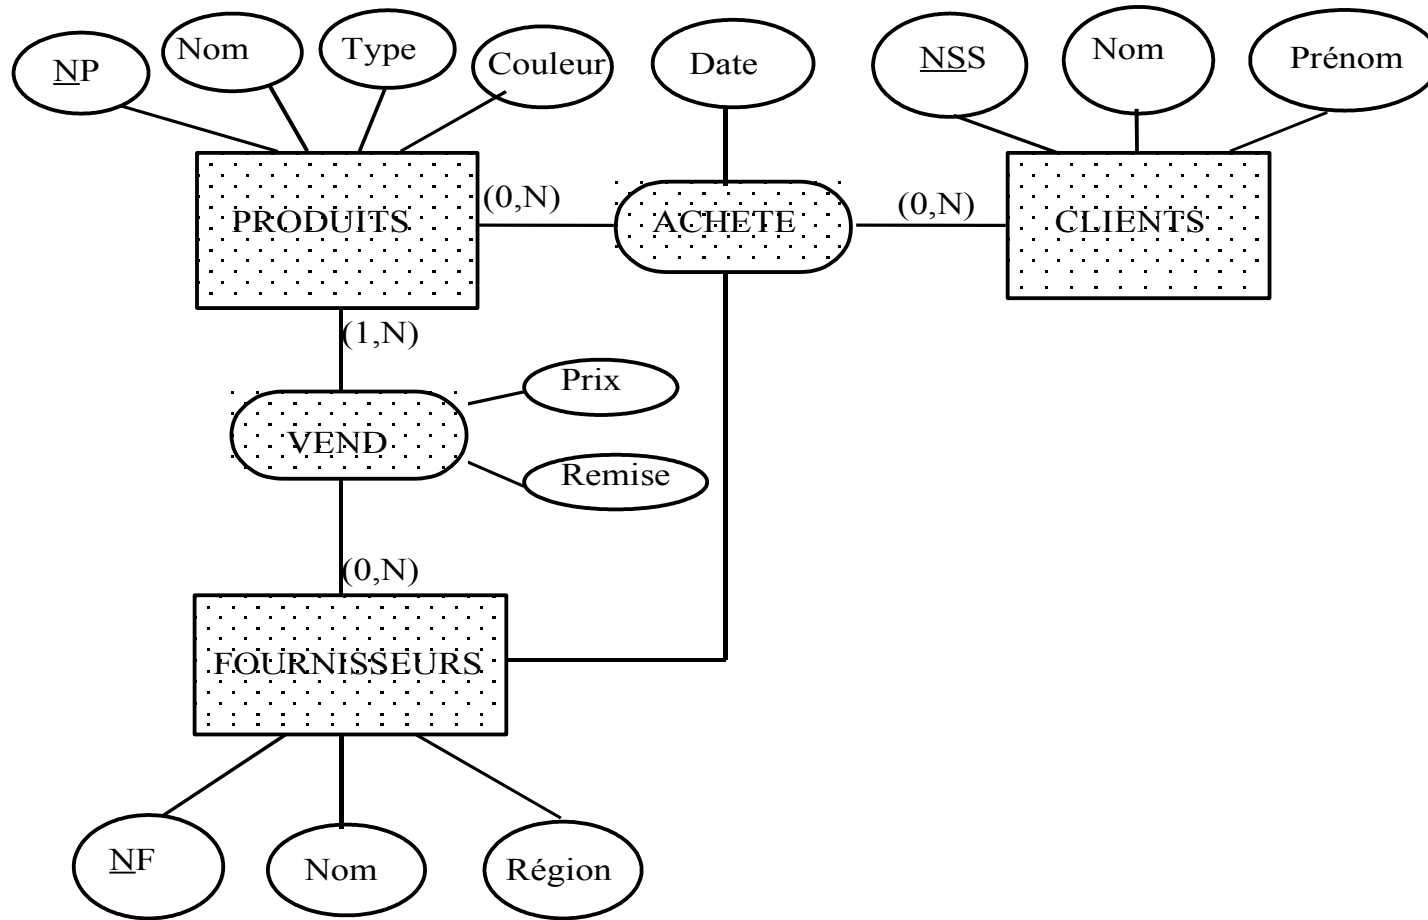 NP
Nom
Type
Couleur
Date
NSS
Nom
Prénom
PRODUITS
(0,N)
ACHETE
(0,N)
CLIENTS
(1,N)
Prix
VEND
Remise
(0,N)
FOURNISSEURS
NF
Nom
Région